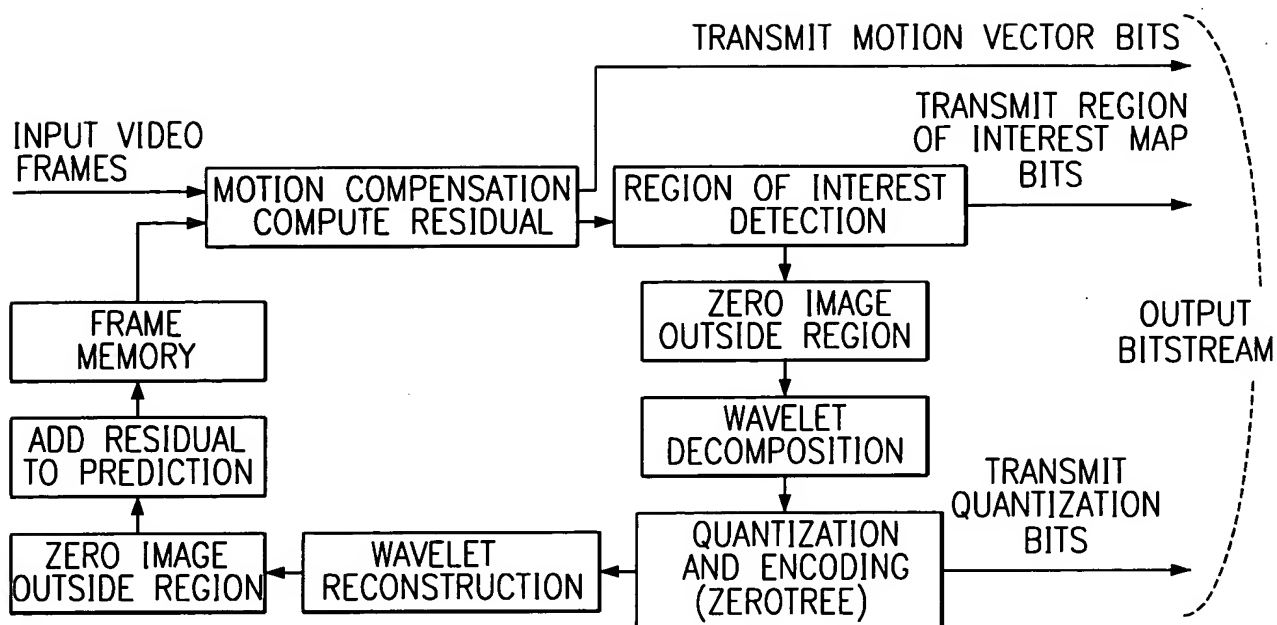 TRANSMIT MOTION VECTOR BITS
TRANSMIT REGION
OF INTEREST MAP
BITS
INPUT VIDEO
FRAMES
MOTION COMPENSATION
COMPUTE RESIDUAL
REGION OF INTEREST
DETECTION
ZERO IMAGE
OUTSIDE REGION
FRAME
MEMORY
OUTPUT
BITSTREAM
WAVELET
DECOMPOSITION
ADD RESIDUAL
TO PREDICTION
TRANSMIT
QUANTIZATION
BITS
QUANTIZATION
AND ENCODING
(ZEROTREE)
WAVELET
RECONSTRUCTION
ZERO IMAGE
OUTSIDE REGION